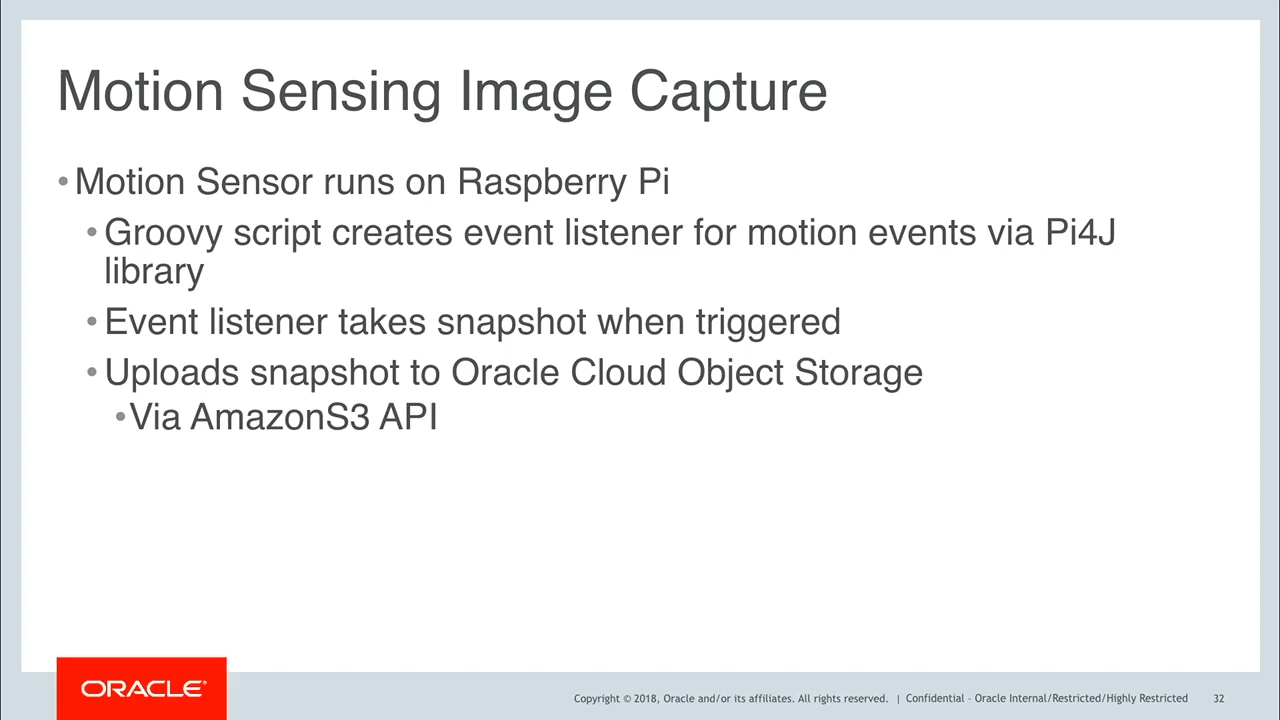 Motion Sensing Image Capture
•Motion Sensor runs on Raspberry Pi
•Groovy script creates event listener for motion events via Pi4J
library
•Event listener takes snapshot when triggered
•Uploads snapshot to Oracle Cloud Object Storage
•Via AmazonS3 API
ORACLE®
Copyright © 2018, Oracle and/or its affiliates. All rights reserved. | Confidential – Oracle Internal/Restricted/Highly Restricted 32